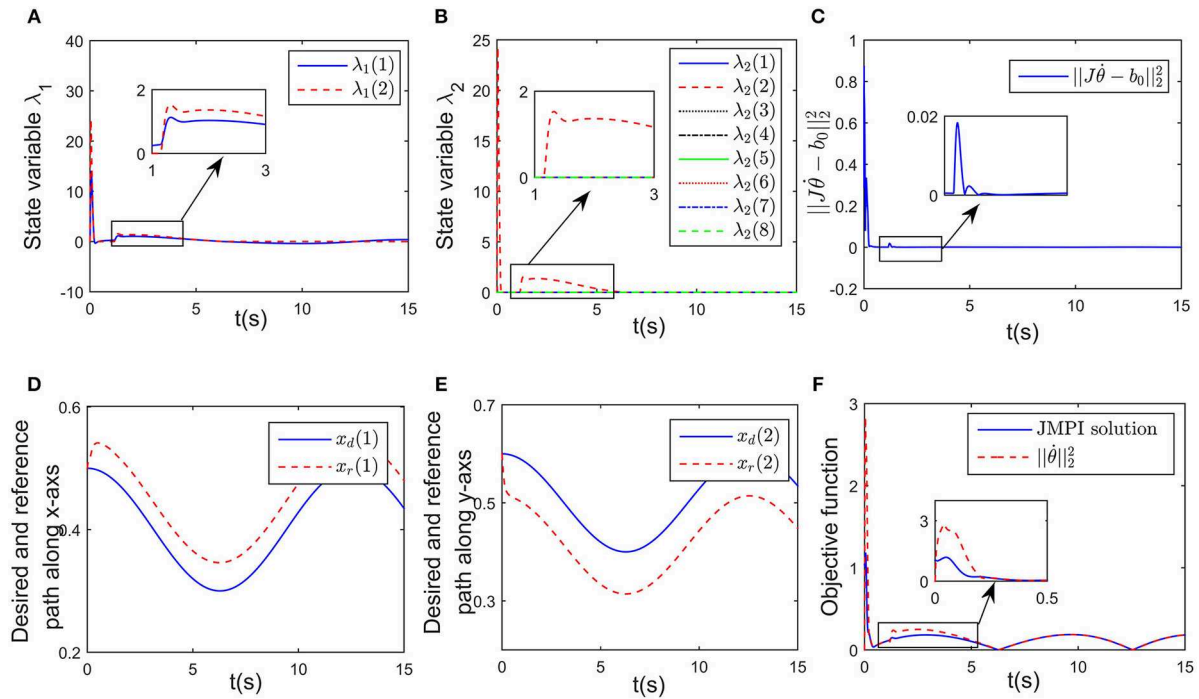 A
State variable λ₁
40
30
20
10
0
-10
λ₁(1)
λ₁(2)
2
0
1
3
0
5
10
15
t(s)
B
State variable λ₂
25
20
15
10
5
0
λ₂(1)
λ₂(2)
λ₂(3)
λ₂(4)
λ₂(5)
λ₂(6)
λ₂(7)
λ₂(8)
2
0
1
3
0
5
10
15
t(s)
C
||Jθ̇ − b₀||₂²
1
0.8
0.6
0.4
0.2
0
-0.2
||Jθ̇ − b₀||₂²
0.02
0
0
5
10
15
t(s)
D
Desired and reference
path along x-axs
0.6
0.4
0.2
x_d(1)
x_r(1)
0
5
10
15
t(s)
E
Desired and reference
path along y-axs
0.7
0.5
0.3
x_d(2)
x_r(2)
0
5
10
15
t(s)
F
Objective function
3
2
1
0
JMPI solution
||θ̇||₂²
3
0
0
0.5
0
5
10
15
t(s)